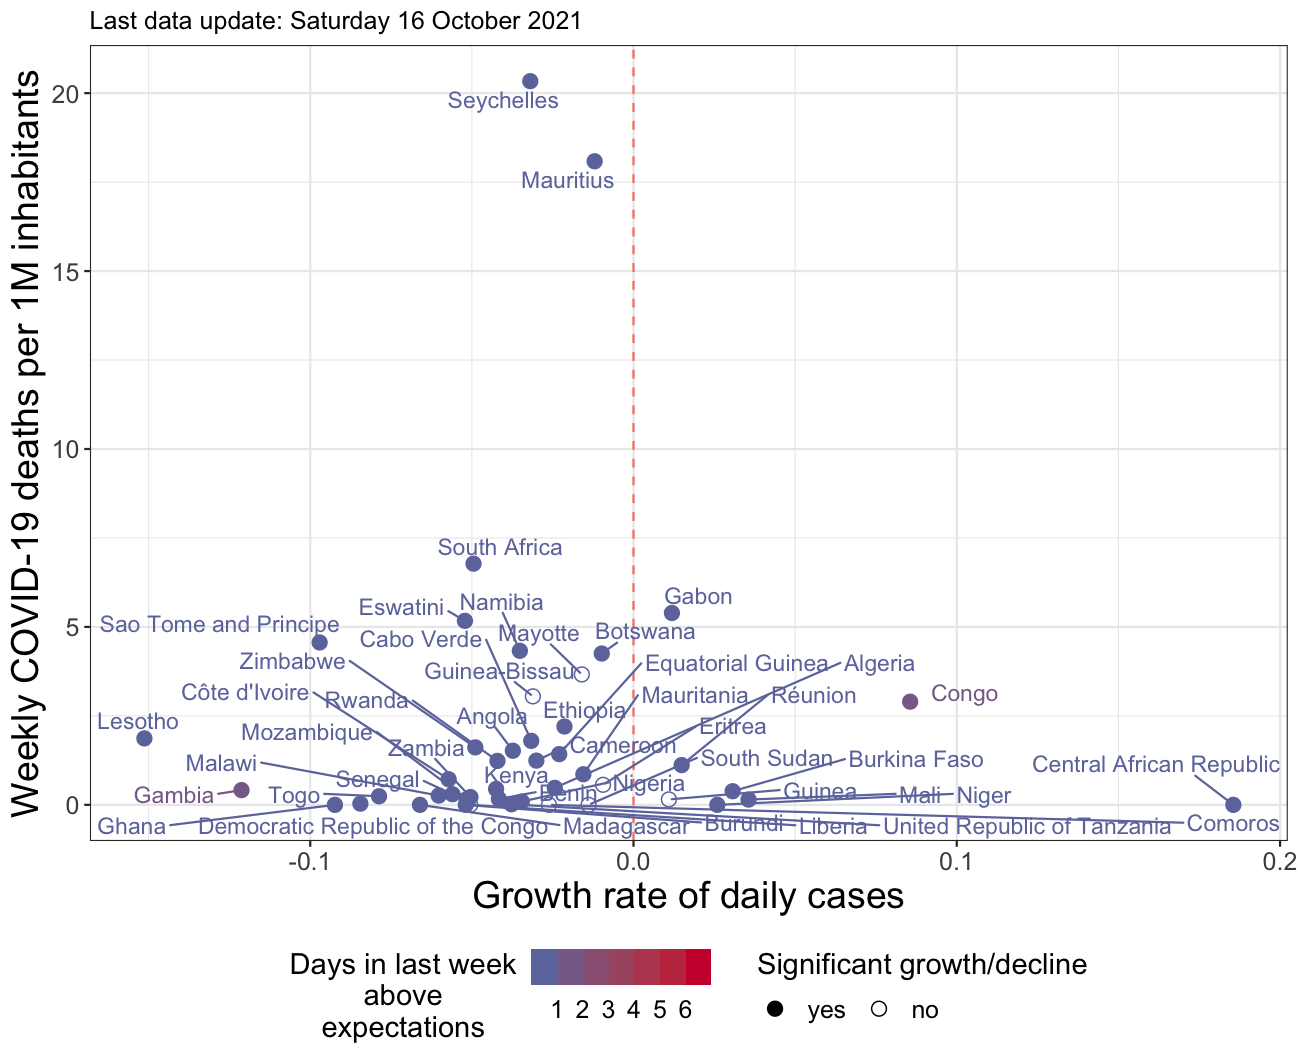 Last data update: Saturday 16 October 2021
Weekly COVID-19 deaths per 1M inhabitants
20
15
10
5
0
Seychelles
Mauritius
South Africa
Gabon
Eswatini
Namibia
Sao Tome and Principe
Cabo Verde
Mayotte
Botswana
Zimbabwe
Guinea-Bissau
Equatorial Guinea
Algeria
Côte d'Ivoire
Rwanda
Mauritania
Réunion
Congo
Lesotho
Angola
Ethiopia
Mozambique
Eritrea
Zambia
Cameroon
Malawi
South Sudan
Burkina Faso
Central African Republic
Senegal
Kenya
Nigeria
Gambia
Togo
Benin
Guinea
Mali
Niger
Ghana
Democratic Republic of the Congo
Madagascar
Burundi
Liberia
United Republic of Tanzania
Comoros
-0.1
0.0
0.1
0.2
Growth rate of daily cases
Days in last week
above
expectations
1 2 3 4 5 6
Significant growth/decline
yes
no